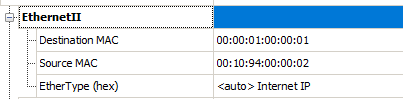 EthernetII
Destination MAC 00:00:01:00:00:01
Source MAC 00:10:94:00:00:02
EtherType (hex) <auto> Internet IP